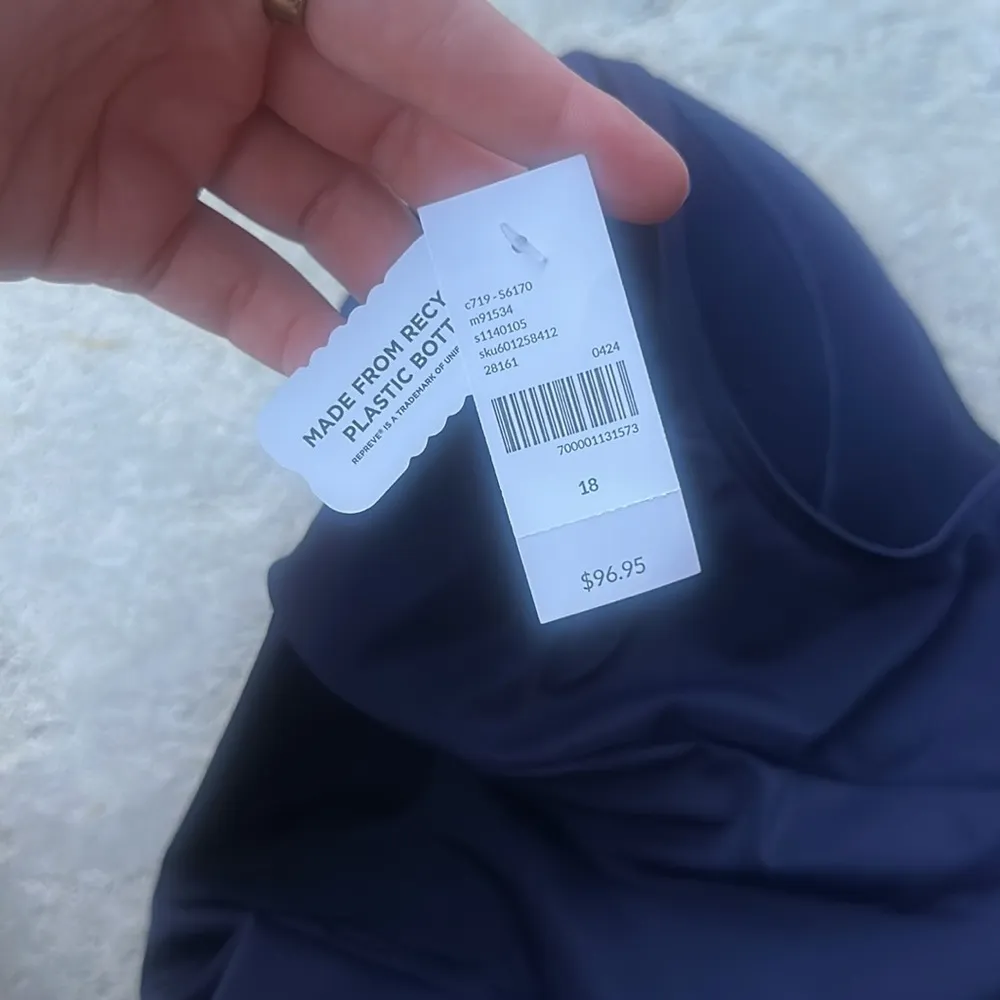 MADE FROM RECY
PLASTIC BOTT
REPREVE® IS A TRADEMARK OF UNIF
c719-S6170
m91534
s1140105
sku601258412
28161
0424
700001131573
18
$96.95